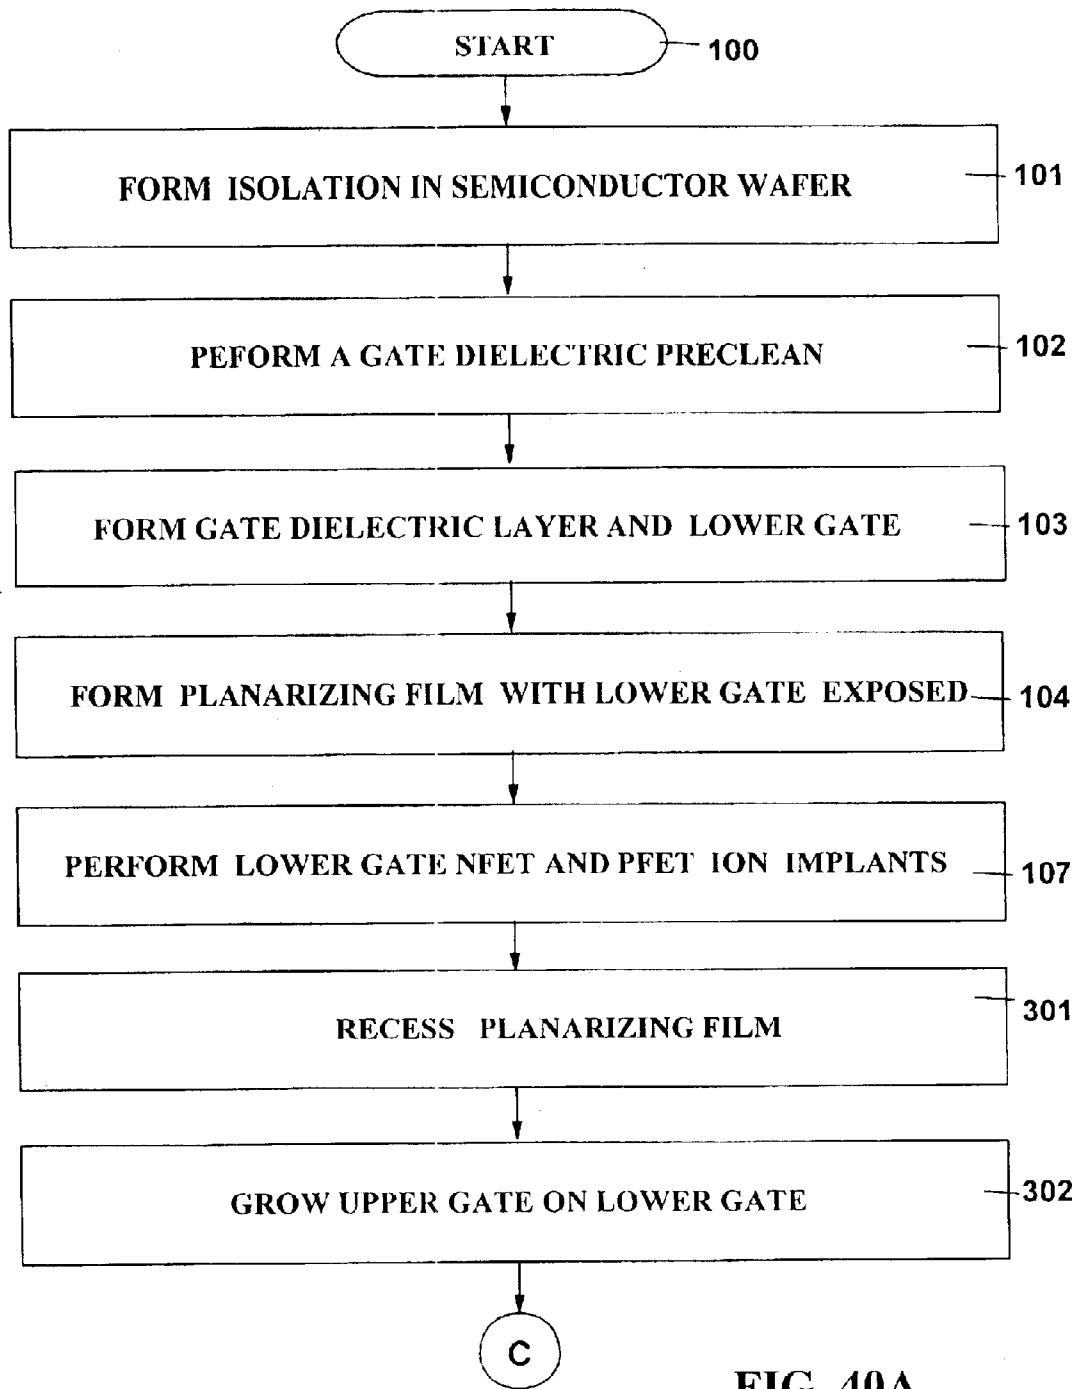 START
100
FORM ISOLATION IN SEMICONDUCTOR WAFER
101
PEFORM A GATE DIELECTRIC PRECLEAN
102
FORM GATE DIELECTRIC LAYER AND LOWER GATE
103
FORM PLANARIZING FILM WITH LOWER GATE EXPOSED
104
PERFORM LOWER GATE NFET AND PFET ION IMPLANTS
107
RECESS PLANARIZING FILM
301
GROW UPPER GATE ON LOWER GATE
302
C
FIG. 40A